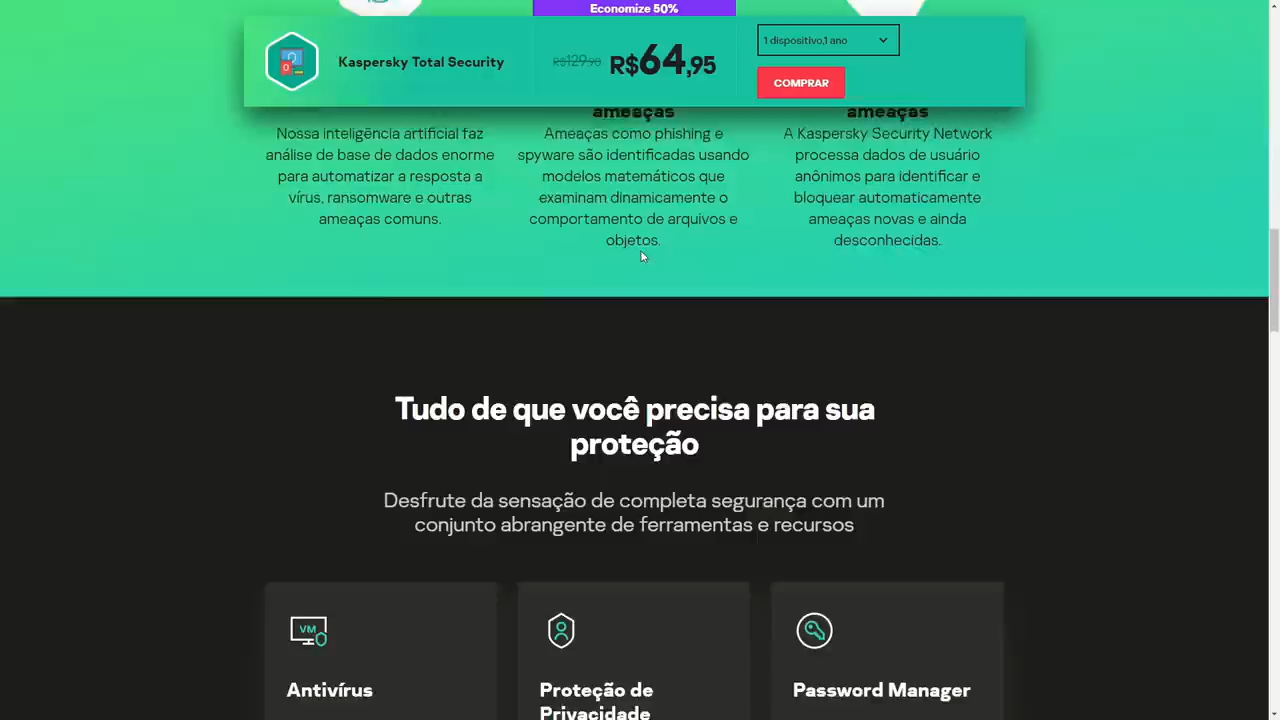 Economize 50%
Kaspersky Total Security
R$129,90
R$64,95
1 dispositivo,1 ano
COMPRAR
ameaças
ameaças
Nossa inteligência artificial faz
análise de base de dados enorme
para automatizar a resposta a
vírus, ransomware e outras
ameaças comuns.
Ameaças como phishing e
spyware são identificadas usando
modelos matemáticos que
examinam dinamicamente o
comportamento de arquivos e
objetos.
A Kaspersky Security Network
processa dados de usuário
anônimos para identificar e
bloquear automaticamente
ameaças novas e ainda
desconhecidas.
Tudo de que você precisa para sua
proteção
Desfrute da sensação de completa segurança com um
conjunto abrangente de ferramentas e recursos
VM
Antivírus
Proteção de
Privacidade
Password Manager